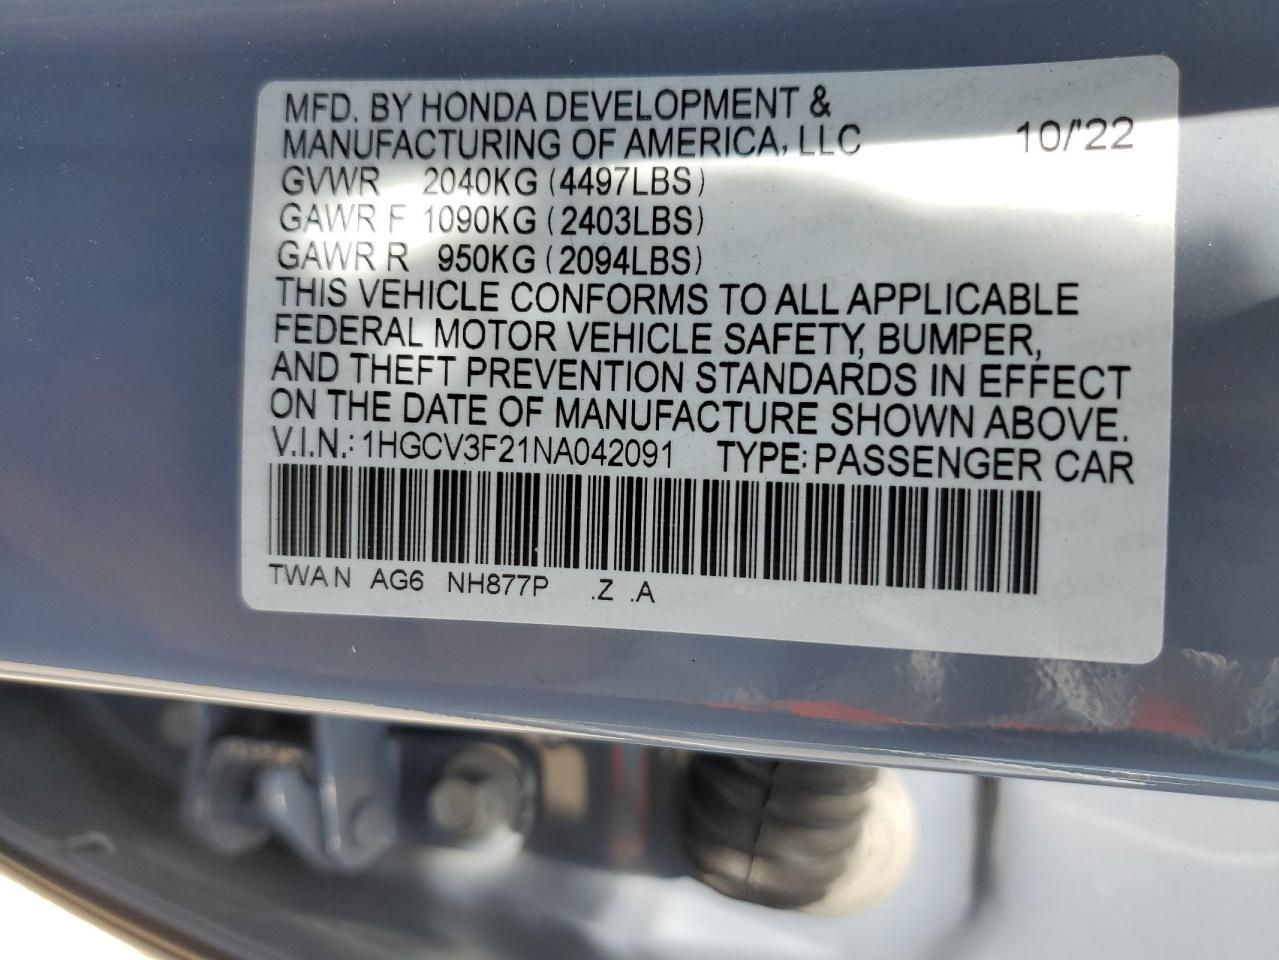 MFD. BY HONDA DEVELOPMENT &
MANUFACTURING OF AMERICA, LLC 10/'22
GVWR 2040KG (4497LBS)
GAWR F 1090KG (2403LBS)
GAWR R 950KG (2094LBS)
THIS VEHICLE CONFORMS TO ALL APPLICABLE
FEDERAL MOTOR VEHICLE SAFETY, BUMPER,
AND THEFT PREVENTION STANDARDS IN EFFECT
ON THE DATE OF MANUFACTURE SHOWN ABOVE.
V.I.N.: 1HGCV3F21NA042091 TYPE: PASSENGER CAR
TWAN AG6 NH877P .Z .A